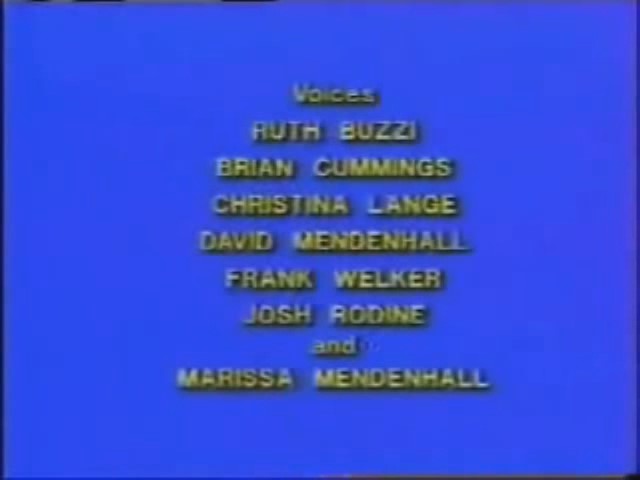 Voices
RUTH BUZZI
BRIAN CUMMINGS
CHRISTINA LANGE
DAVID MENDENHALL
FRANK WELKER
JOSH RODINE
and
MARISSA MENDENHALL